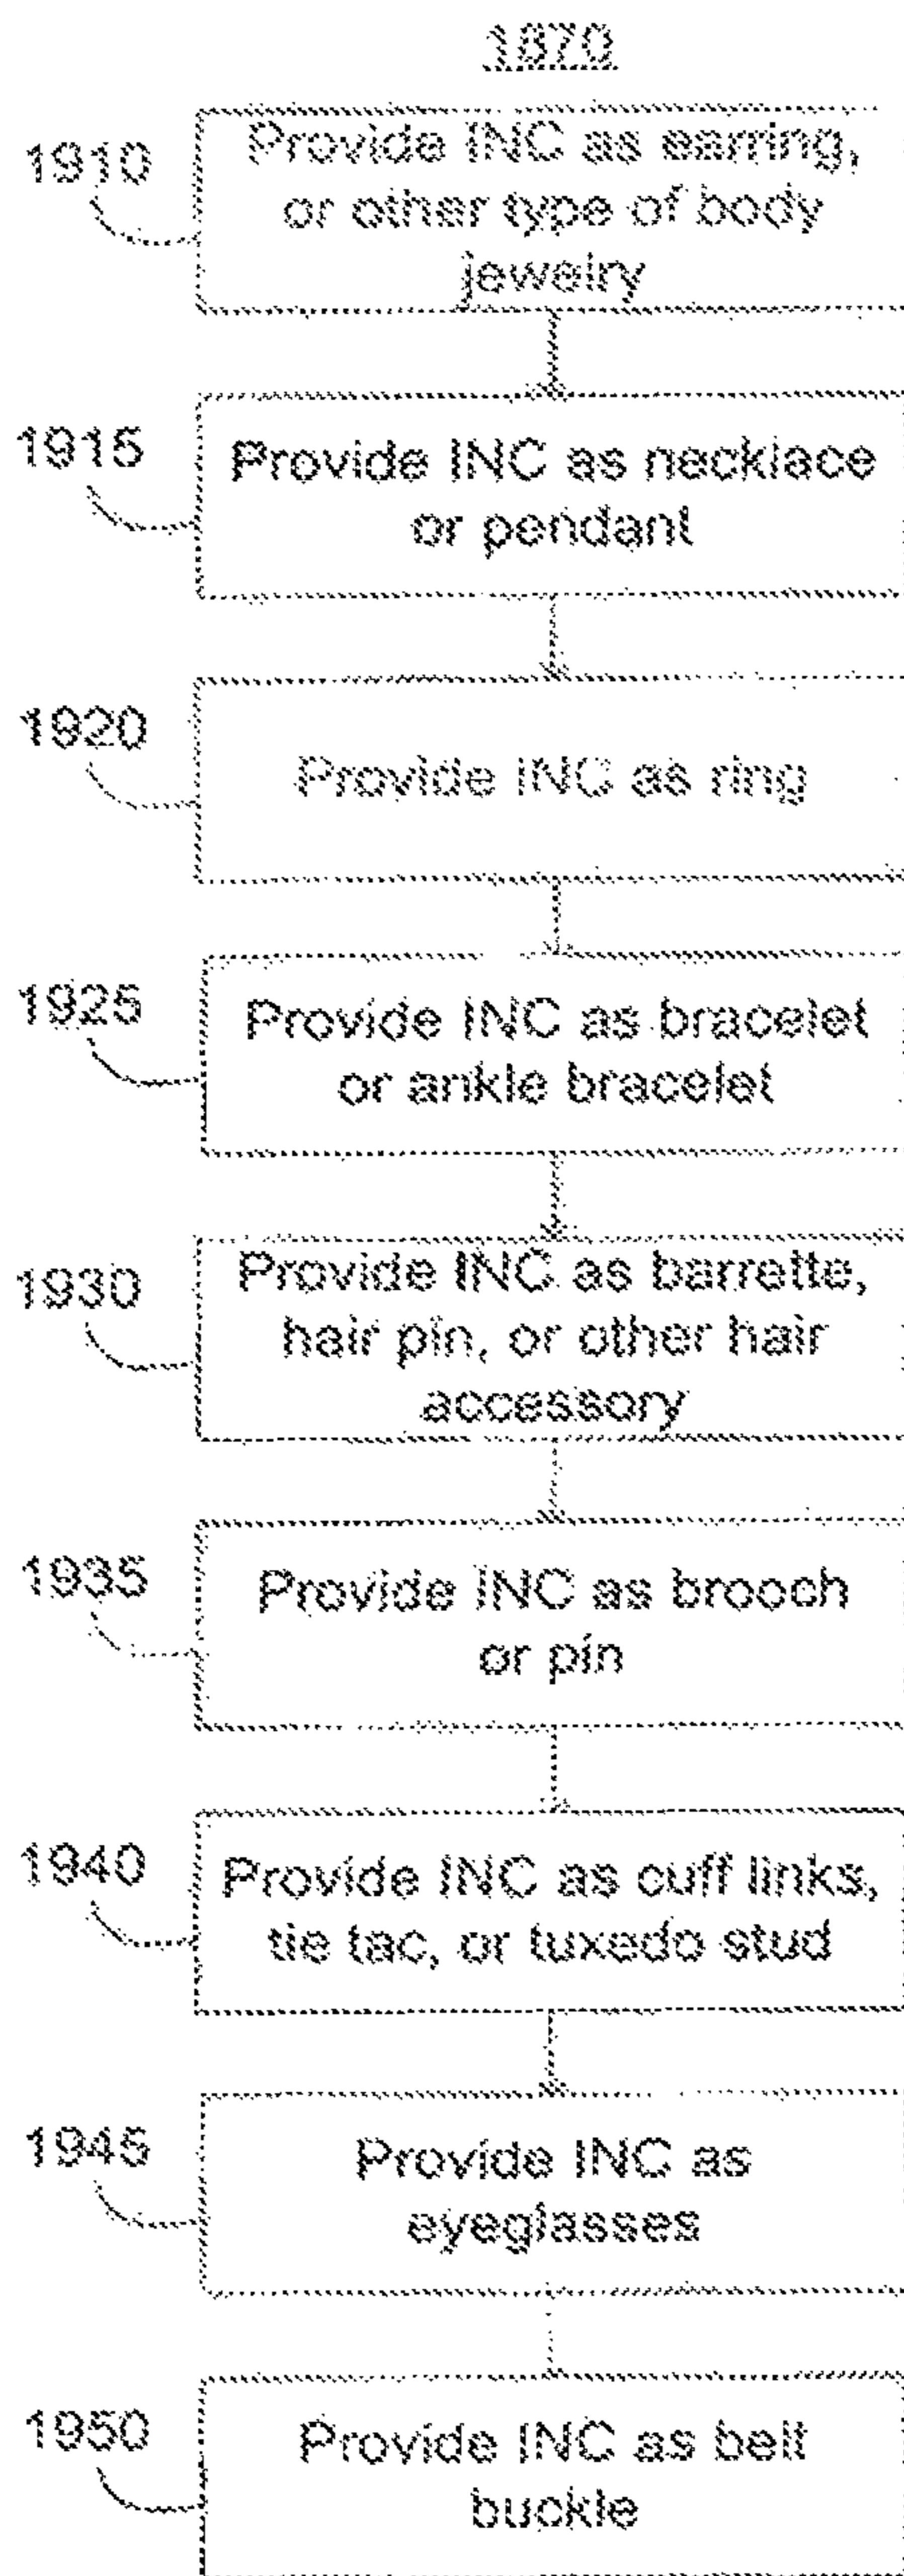 1870
1910
Provide INC as earring,
or other type of body
jewelry
1915
Provide INC as necklace
or pendant
1920
Provide INC as ring
1925
Provide INC as bracelet
or ankle bracelet
1930
Provide INC as barrette,
hair pin, or other hair
accessory
1935
Provide INC as brooch
or pin
1940
Provide INC as cuff links,
tie tac, or tuxedo stud
1945
Provide INC as
eyeglasses
1950
Provide INC as belt
buckle